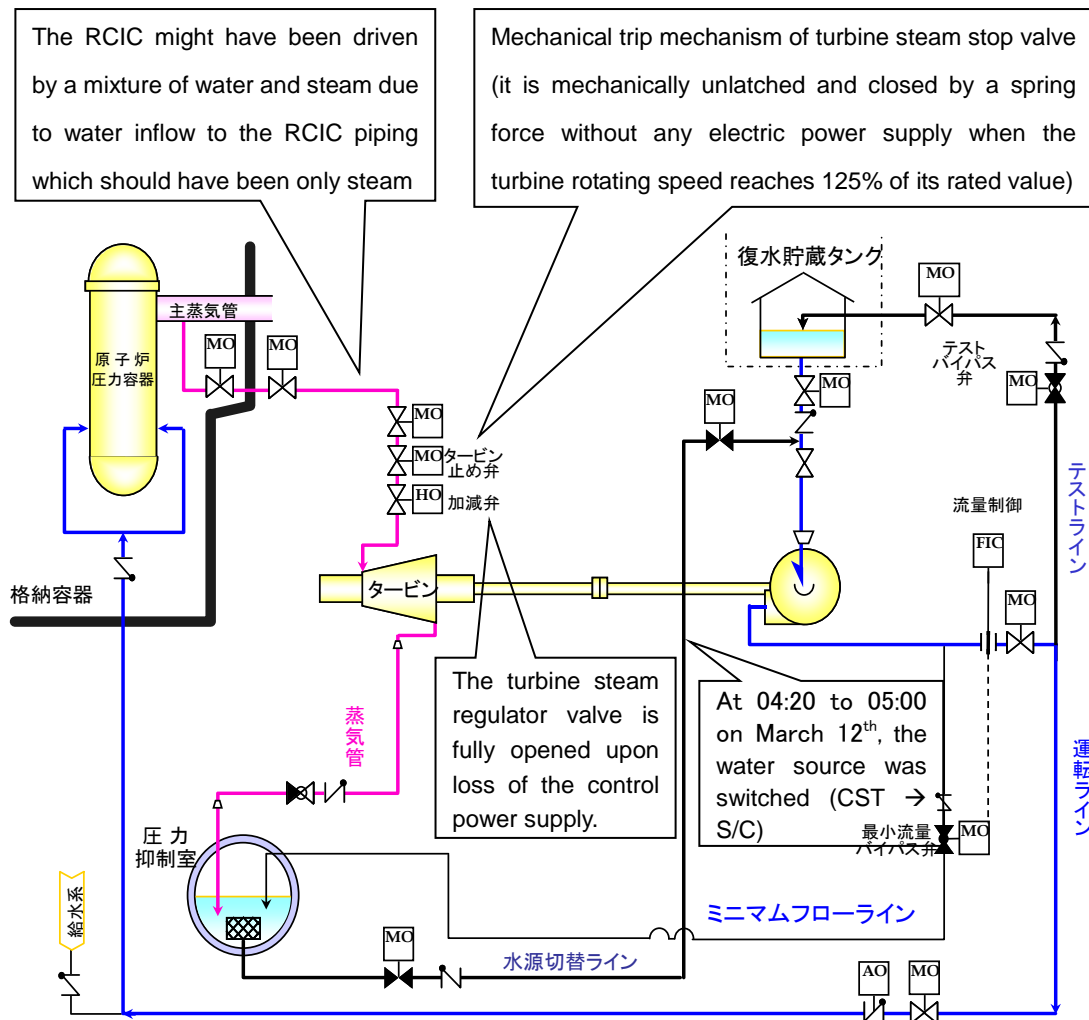 The RCIC might have been driven
by a mixture of water and steam due
to water inflow to the RCIC piping
which should have been only steam
Mechanical trip mechanism of turbine steam stop valve
(it is mechanically unlatched and closed by a spring
force without any electric power supply when the
turbine rotating speed reaches 125% of its rated value)
復水貯蔵タンク
MO
主蒸気管
MO
MO
原子炉
圧力容器
テスト
バイパス
弁
MO
MO
MO
MO
MO
タービン
止め弁
HO
加減弁
テストライン
流量制御
FIC
格納容器
タービン
MO
The turbine steam
regulator valve is
fully opened upon
loss of the control
power supply.
At 04:20 to 05:00
on March 12th, the
water source was
switched (CST →
S/C)
蒸気管
運転ライン
圧力
抑制室
最小流量
バイパス弁
MO
給水系
ミニマムフローライン
MO
水源切替ライン
AO
MO